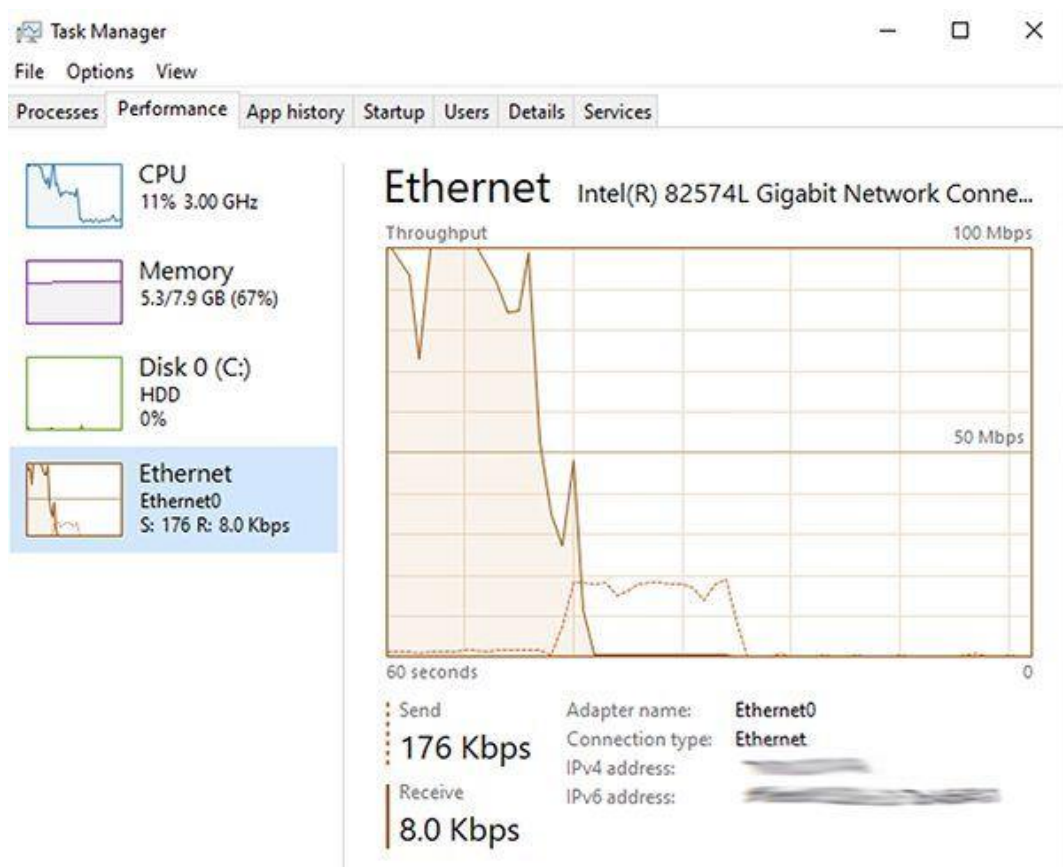 Task Manager
File Options View
Processes Performance App history Startup Users Details Services
CPU
11% 3.00 GHz
Memory
5.3/7.9 GB (67%)
Disk 0 (C:)
HDD
0%
Ethernet
Ethernet0
S: 176 R: 8.0 Kbps
Ethernet Intel(R) 82574L Gigabit Network Conne...
Throughput 100 Mbps
50 Mbps
60 seconds 0
Send
176 Kbps
Receive
8.0 Kbps
Adapter name: Ethernet0
Connection type: Ethernet
IPv4 address:
IPv6 address: